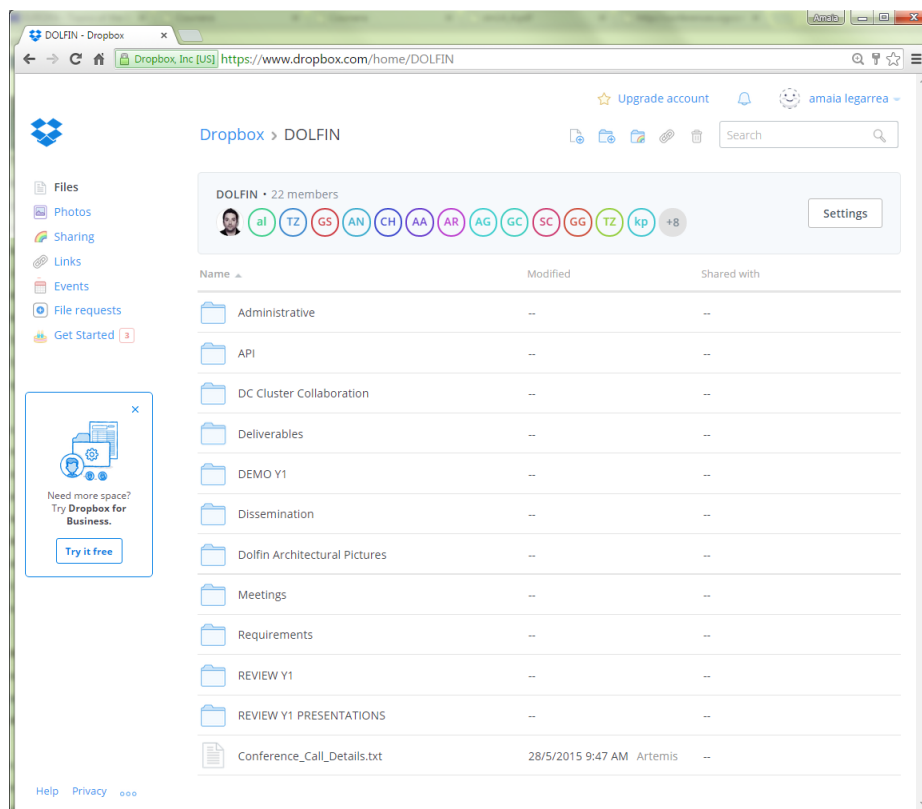 Amaia
DOLFIN - Dropbox
Dropbox, Inc [US] https://www.dropbox.com/home/DOLFIN
Upgrade account amaia legarrea
Dropbox > DOLFIN Search
Files
Photos
Sharing
Links
Events
File requests
Get Started 3
Need more space?
Try Dropbox for
Business.
Try it free
DOLFIN • 22 members
al TZ GS AN CH AA AR AG GC SC GG TZ kp +8
Settings
Name Modified Shared with
Administrative -- --
API -- --
DC Cluster Collaboration -- --
Deliverables -- --
DEMO Y1 -- --
Dissemination -- --
Dolfin Architectural Pictures -- --
Meetings -- --
Requirements -- --
REVIEW Y1 -- --
REVIEW Y1 PRESENTATIONS -- --
Conference_Call_Details.txt 28/5/2015 9:47 AM Artemis --
Help Privacy